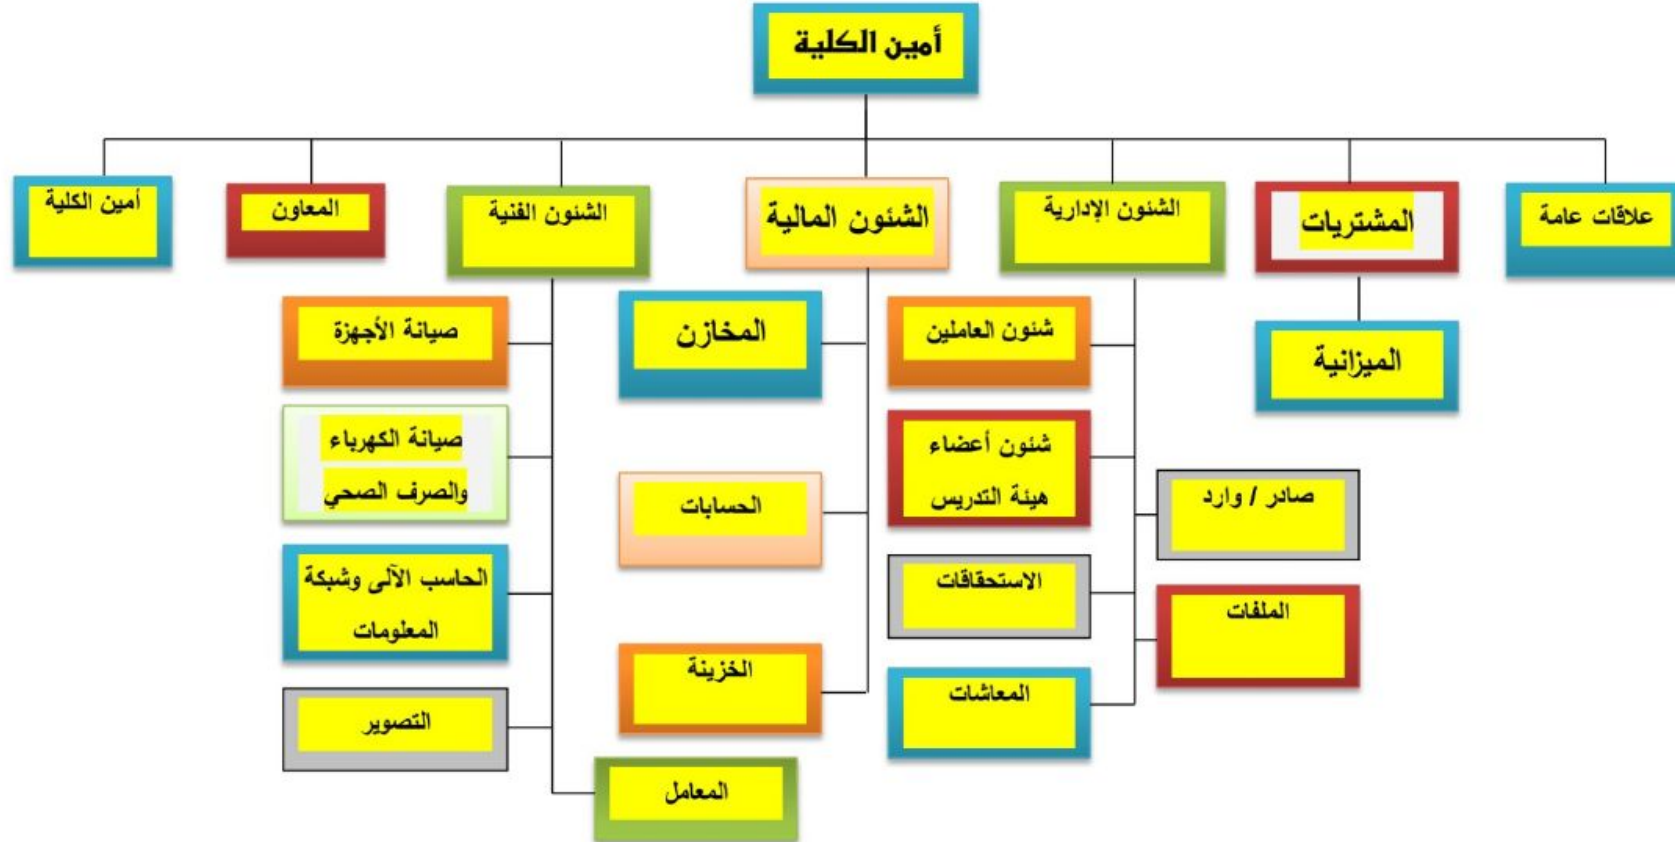 أمين الكلية
علاقات عامة
المشتريات
الشئون الإدارية
الشئون المالية
الشئون الفنية
المعاون
أمين الكلية
الميزانية
شئون العاملين
شئون أعضاء
هيئة التدريس
صادر / وارد
الاستحقاقات
الملفات
المعاشات
المخازن
الحسابات
الخزينة
صيانة الأجهزة
صيانة الكهرباء
والصرف الصحي
الحاسب الآلى وشبكة
المعلومات
التصوير
المعامل